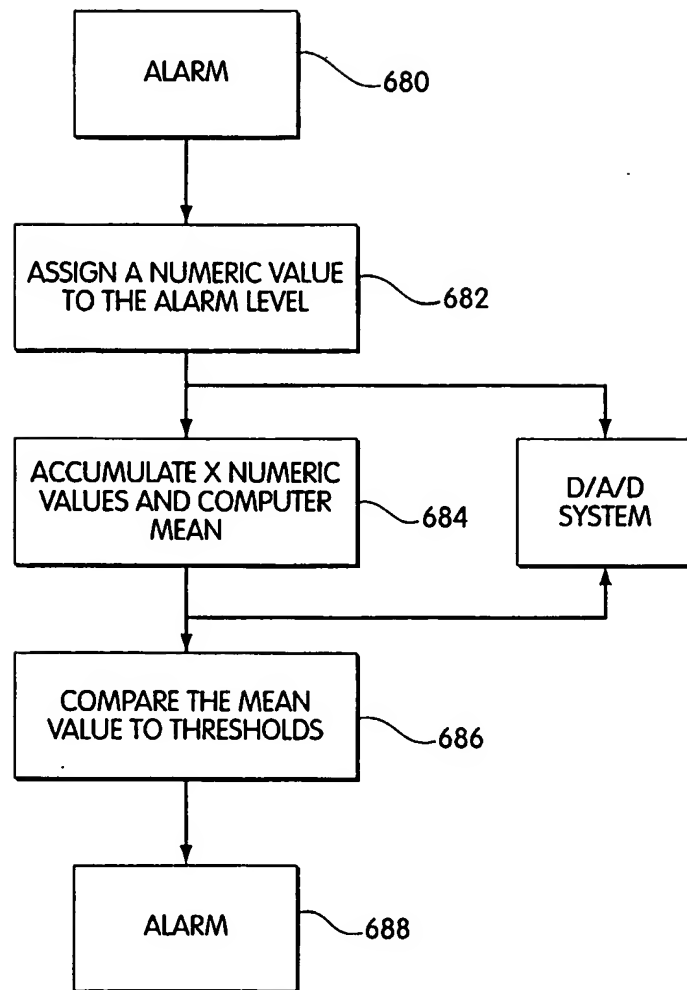 ALARM
680
ASSIGN A NUMERIC VALUE
TO THE ALARM LEVEL
682
ACCUMULATE X NUMERIC
VALUES AND COMPUTER
MEAN
684
D/A/D
SYSTEM
COMPARE THE MEAN
VALUE TO THRESHOLDS
686
ALARM
688